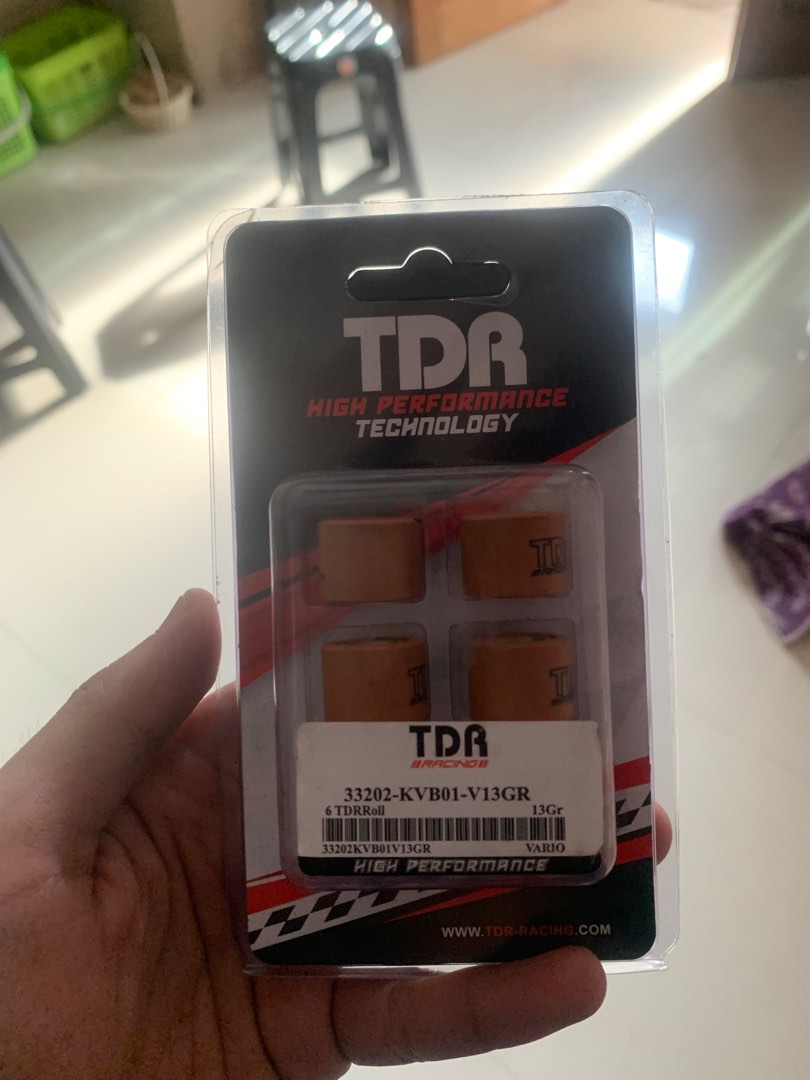 TDR
HIGH PERFORMANCE
TECHNOLOGY
TDR
TDR
RACING
33202-KVB01-V13GR
6 TDRRoll 13Gr
33202KVB01V13GR VARIO
HIGH PERFORMANCE
WWW.TDR-RACING.COM